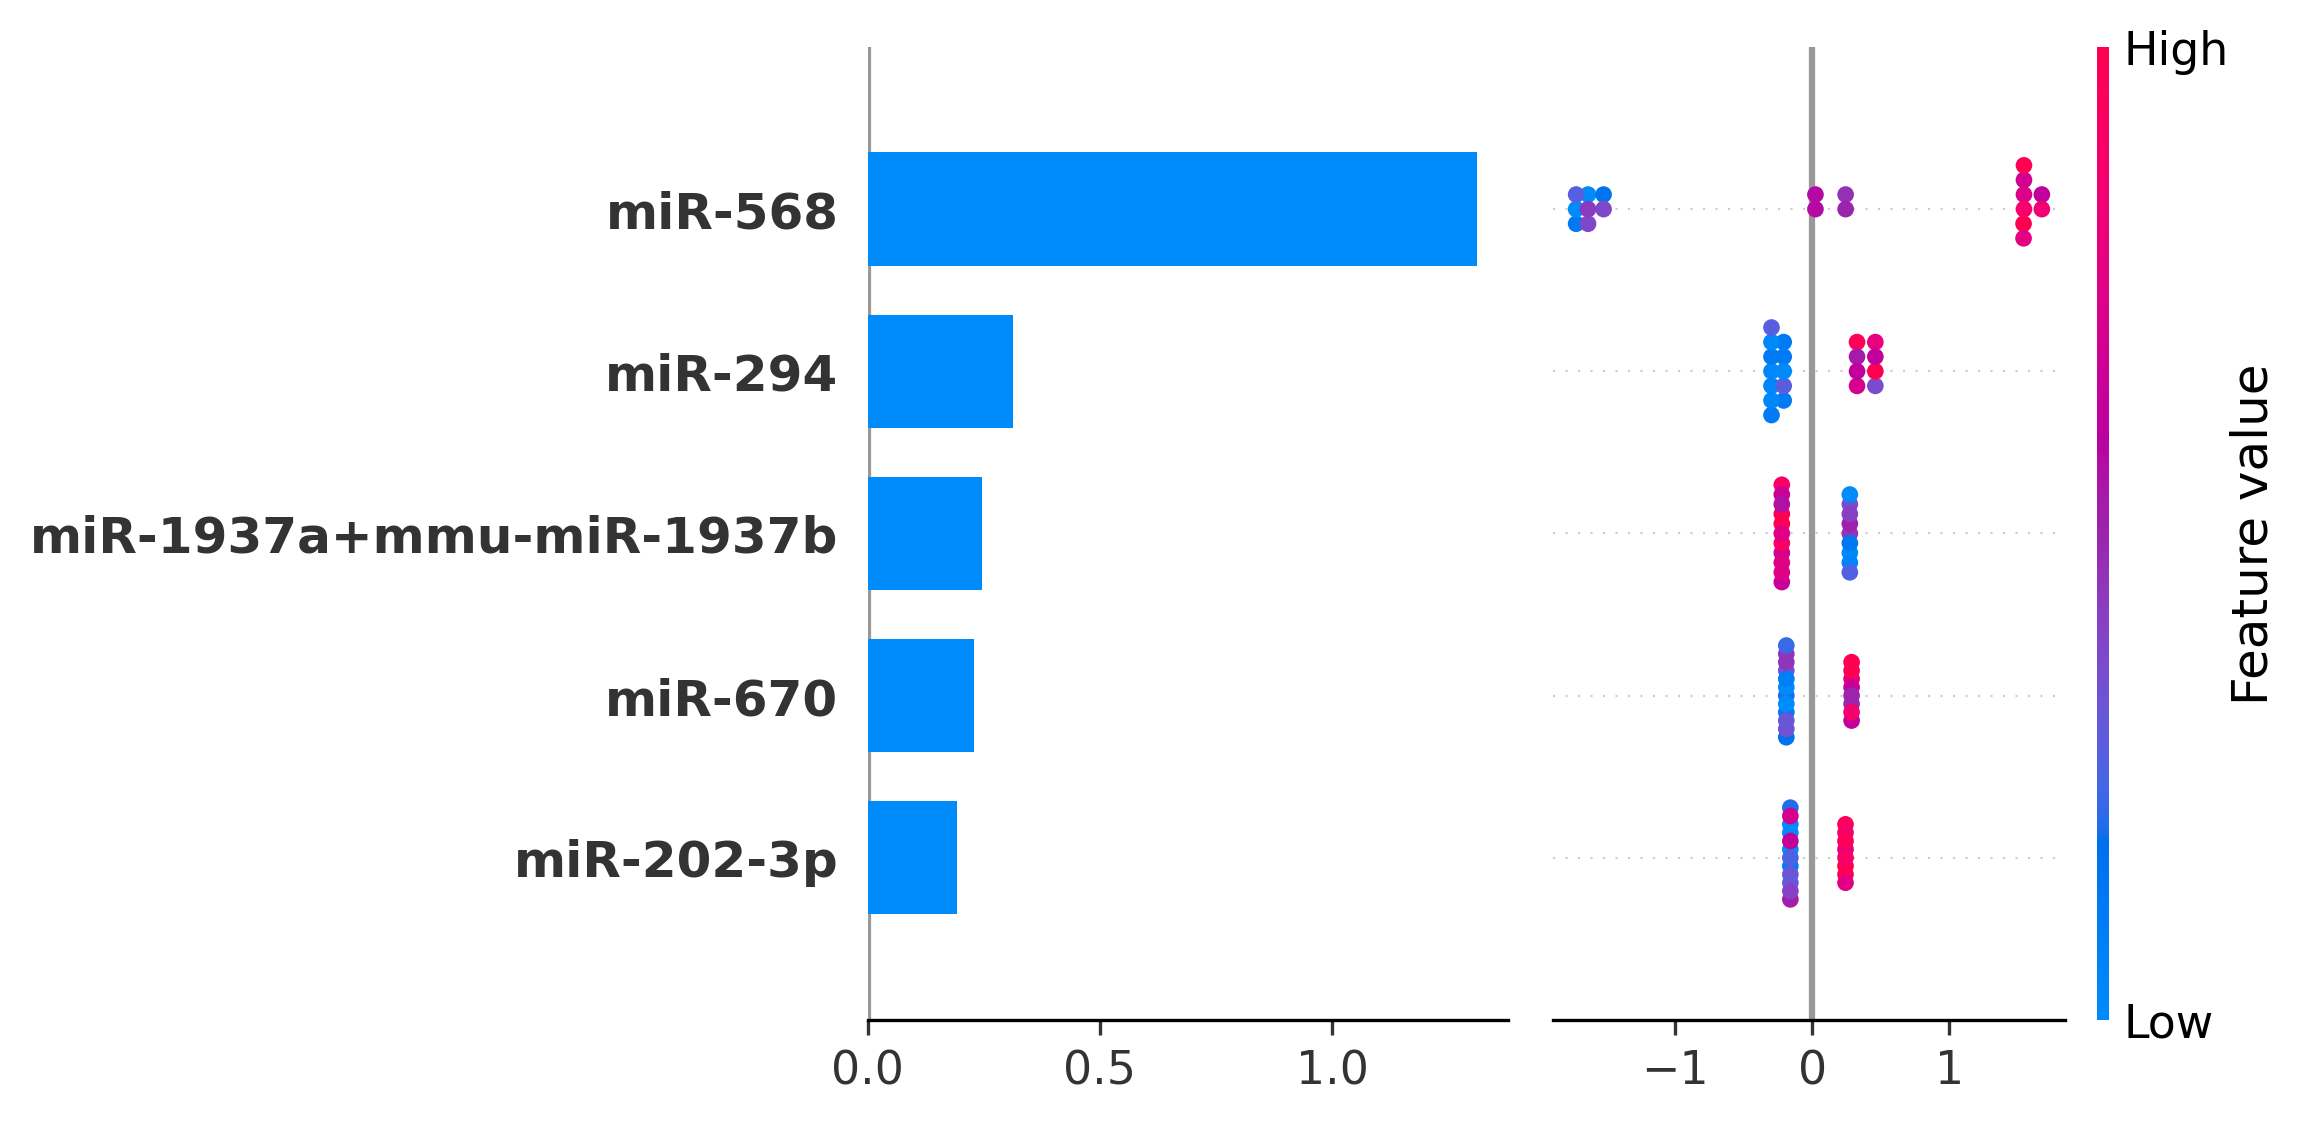 High
miR-568
miR-294
miR-1937a+mmu-miR-1937b
miR-670
miR-202-3p
Feature value
Low
0.0 0.5 1.0 −1 0 1